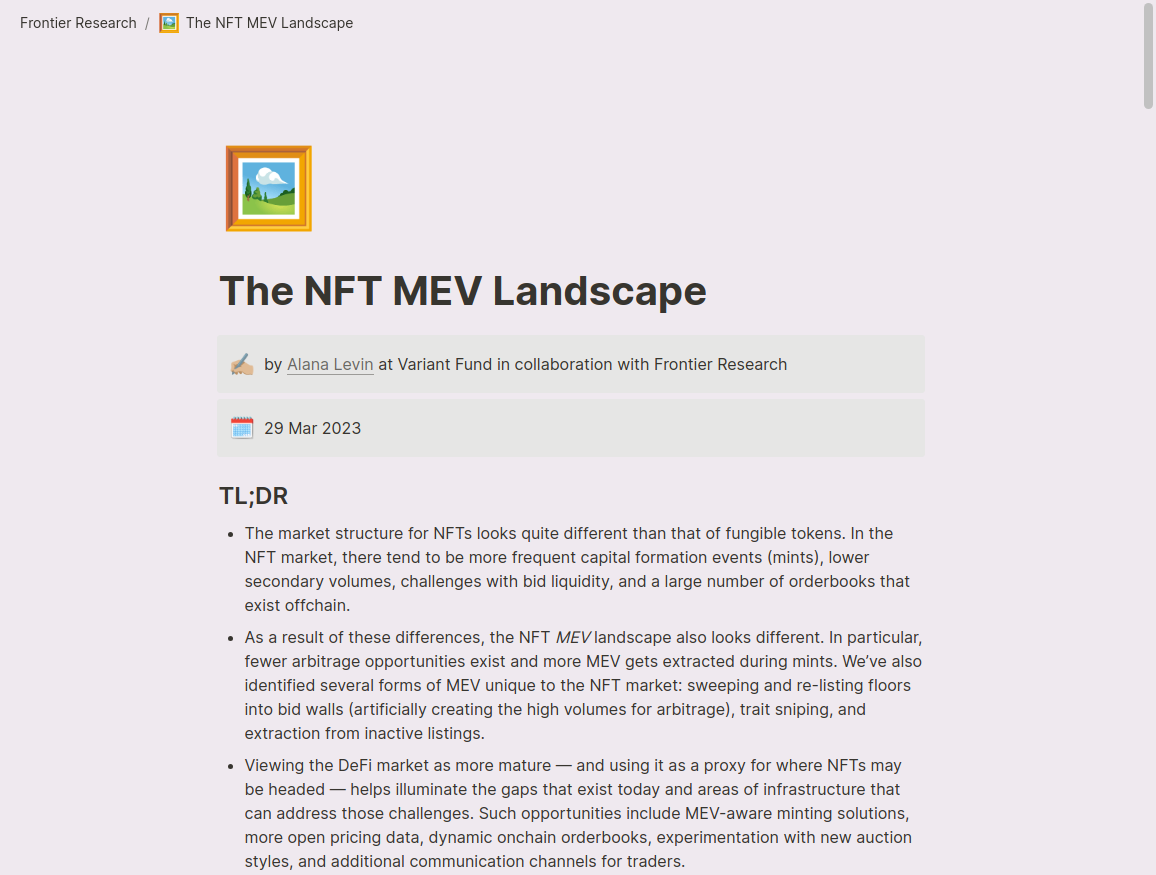 Frontier Research / The NFT MEV Landscape
The NFT MEV Landscape
by Alana Levin at Variant Fund in collaboration with Frontier Research
29 Mar 2023
TL;DR
• The market structure for NFTs looks quite different than that of fungible tokens. In the
NFT market, there tend to be more frequent capital formation events (mints), lower
secondary volumes, challenges with bid liquidity, and a large number of orderbooks that
exist offchain.
• As a result of these differences, the NFT MEV landscape also looks different. In particular,
fewer arbitrage opportunities exist and more MEV gets extracted during mints. We’ve also
identified several forms of MEV unique to the NFT market: sweeping and re-listing floors
into bid walls (artificially creating the high volumes for arbitrage), trait sniping, and
extraction from inactive listings.
• Viewing the DeFi market as more mature — and using it as a proxy for where NFTs may
be headed — helps illuminate the gaps that exist today and areas of infrastructure that
can address those challenges. Such opportunities include MEV-aware minting solutions,
more open pricing data, dynamic onchain orderbooks, experimentation with new auction
styles, and additional communication channels for traders.